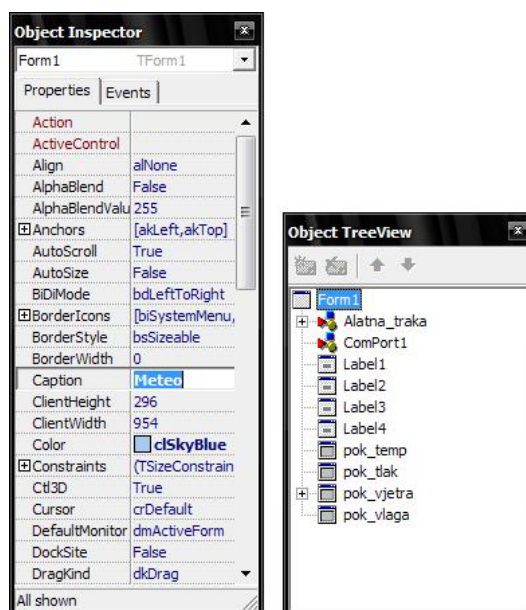 Object Inspector
Form1 TForm1
Properties Events
Action
ActiveControl
Align alNone
AlphaBlend False
AlphaBlendValu 255
Anchors [akLeft,akTop]
AutoScroll True
AutoSize False
BiDiMode bdLeftToRight
BorderIcons [biSystemMenu,
BorderStyle bsSizeable
BorderWidth 0
Caption Meteo
ClientHeight 296
ClientWidth 954
Color clSkyBlue
Constraints (TSizeConstrain
Ctl3D True
Cursor crDefault
DefaultMonitor dmActiveForm
DockSite False
DragKind dkDrag
All shown
Object TreeView
Form1
Alatna_traka
ComPort1
Label1
Label2
Label3
Label4
pok_temp
pok_tlak
pok_vjetra
pok_vlaga